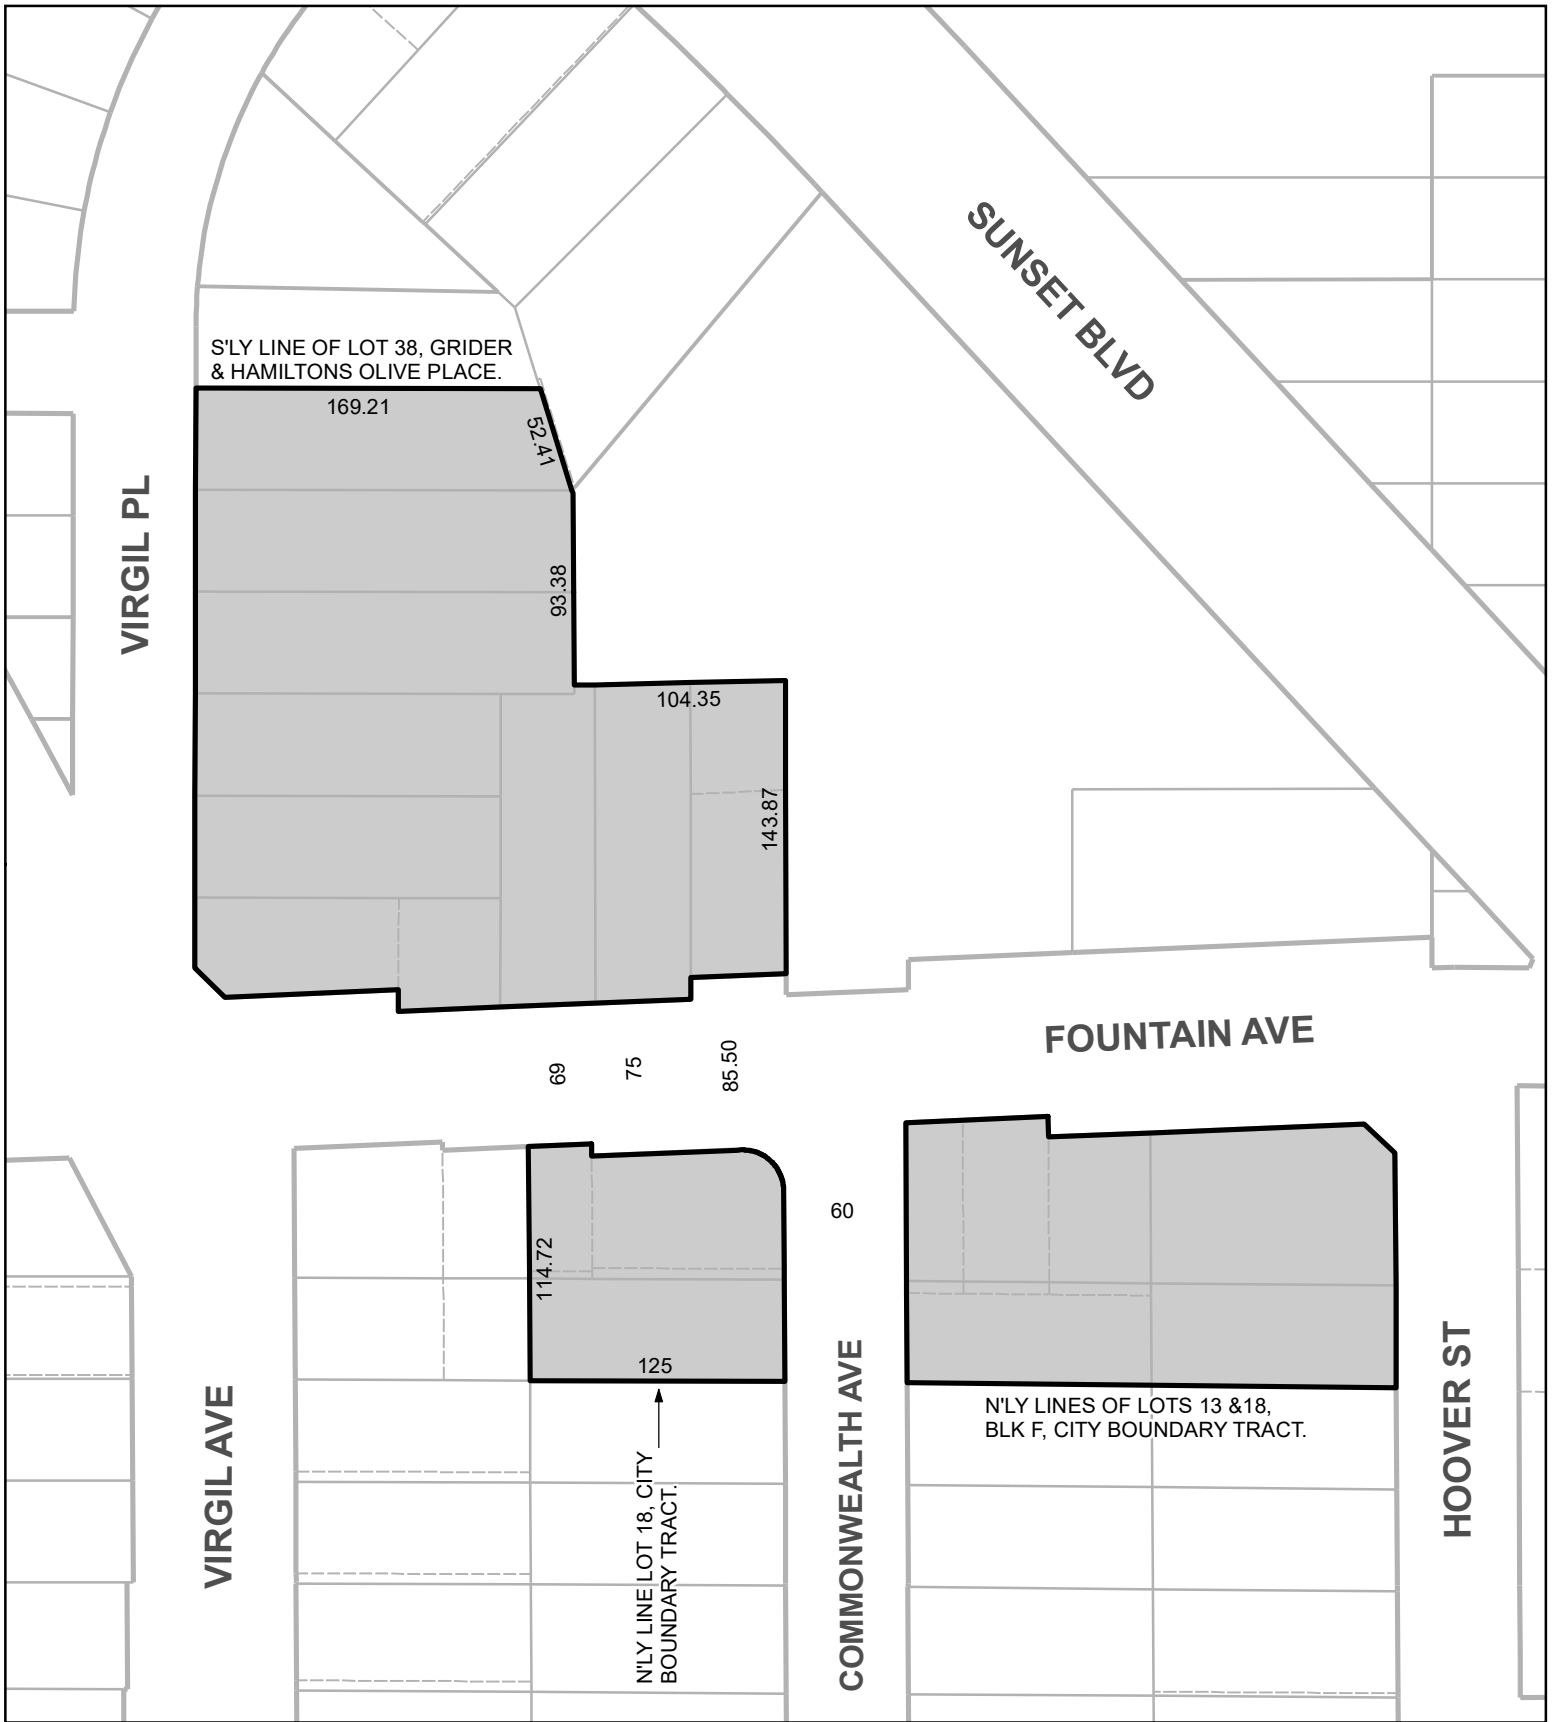 SUNSET BLVD
S'LY LINE OF LOT 38, GRIDER
& HAMILTONS OLIVE PLACE.
169.21
52.41
VIRGIL PL
93.38
104.35
143.87
FOUNTAIN AVE
69
75
85.50
60
114.72
125
N'LY LINE LOT 18, CITY
BOUNDARY TRACT.
N'LY LINES OF LOTS 13 &18,
BLK F, CITY BOUNDARY TRACT.
VIRGIL AVE
COMMONWEALTH AVE
HOOVER ST